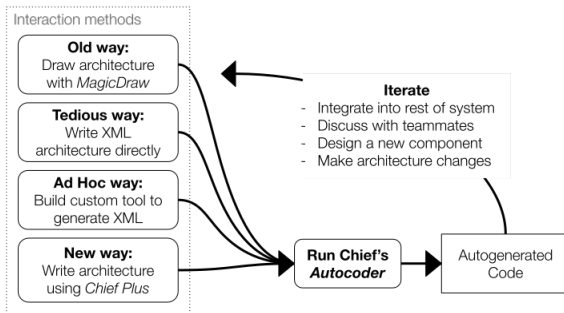 Interaction methods
Old way:
Draw architecture
with MagicDraw
Tedious way:
Write XML
architecture directly
Ad Hoc way:
Build custom tool to
generate XML
New way:
Write architecture
using Chief Plus
Iterate
- Integrate into rest of system
- Discuss with teammates
- Design a new component
- Make architecture changes
Run Chief's
Autocoder
Autogenerated
Code